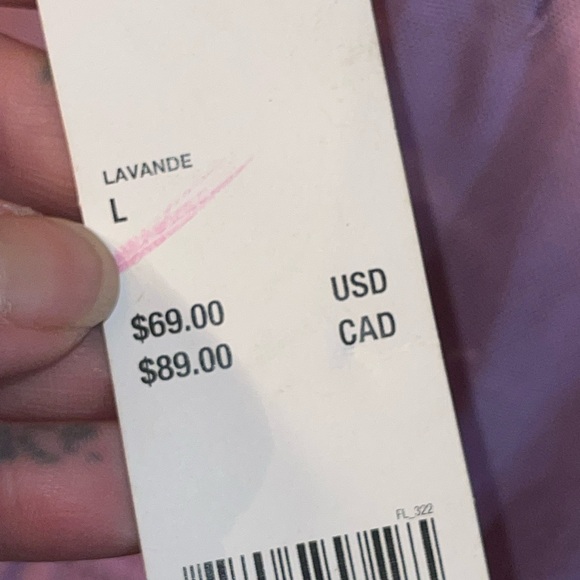 LAVANDE
L
$69.00 USD
$89.00 CAD
FL_322